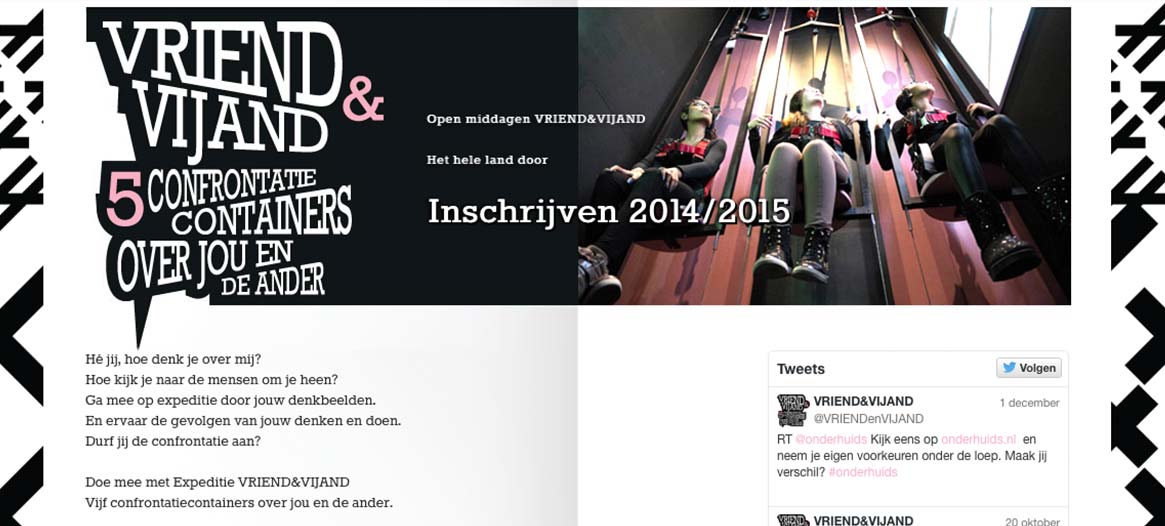 VRIEND
&
VIJAND
5 CONFRONTATIE
CONTAINERS
OVER JOU EN
DE ANDER
Open middagen VRIEND&VIJAND
Het hele land door
Inschrijven 2014/2015
Hé jij, hoe denk je over mij?
Hoe kijk je naar de mensen om je heen?
Ga mee op expeditie door jouw denkbeelden.
En ervaar de gevolgen van jouw denken en doen.
Durf jij de confrontatie aan?
Doe mee met Expeditie VRIEND&VIJAND
Vijf confrontatiecontainers over jou en de ander.
Tweets
Volgen
VRIEND&VIJAND
1 december
@VRIENDenVIJAND
RT @onderhuids Kijk eens op onderhuids.nl en
neem je eigen voorkeuren onder de loep. Maak jij
verschil? #onderhuids
VRIEND&VIJAND
20 oktober